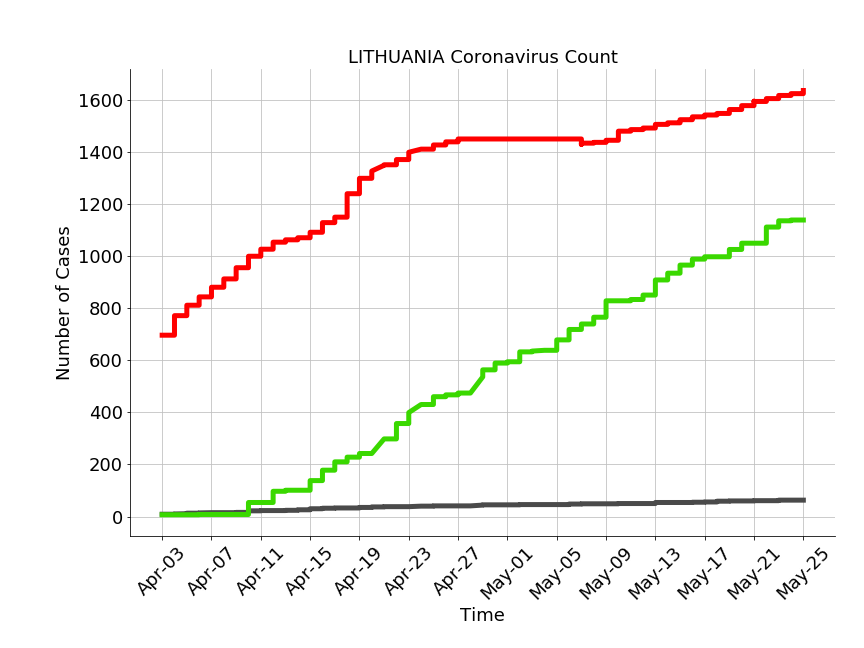 LITHUANIA Coronavirus Count
1600
1400
1200
1000
800
600
400
200
0
Number of Cases
Apr-03
Apr-07
Apr-11
Apr-15
Apr-19
Apr-23
Apr-27
May-01
May-05
May-09
May-13
May-17
May-21
May-25
Time